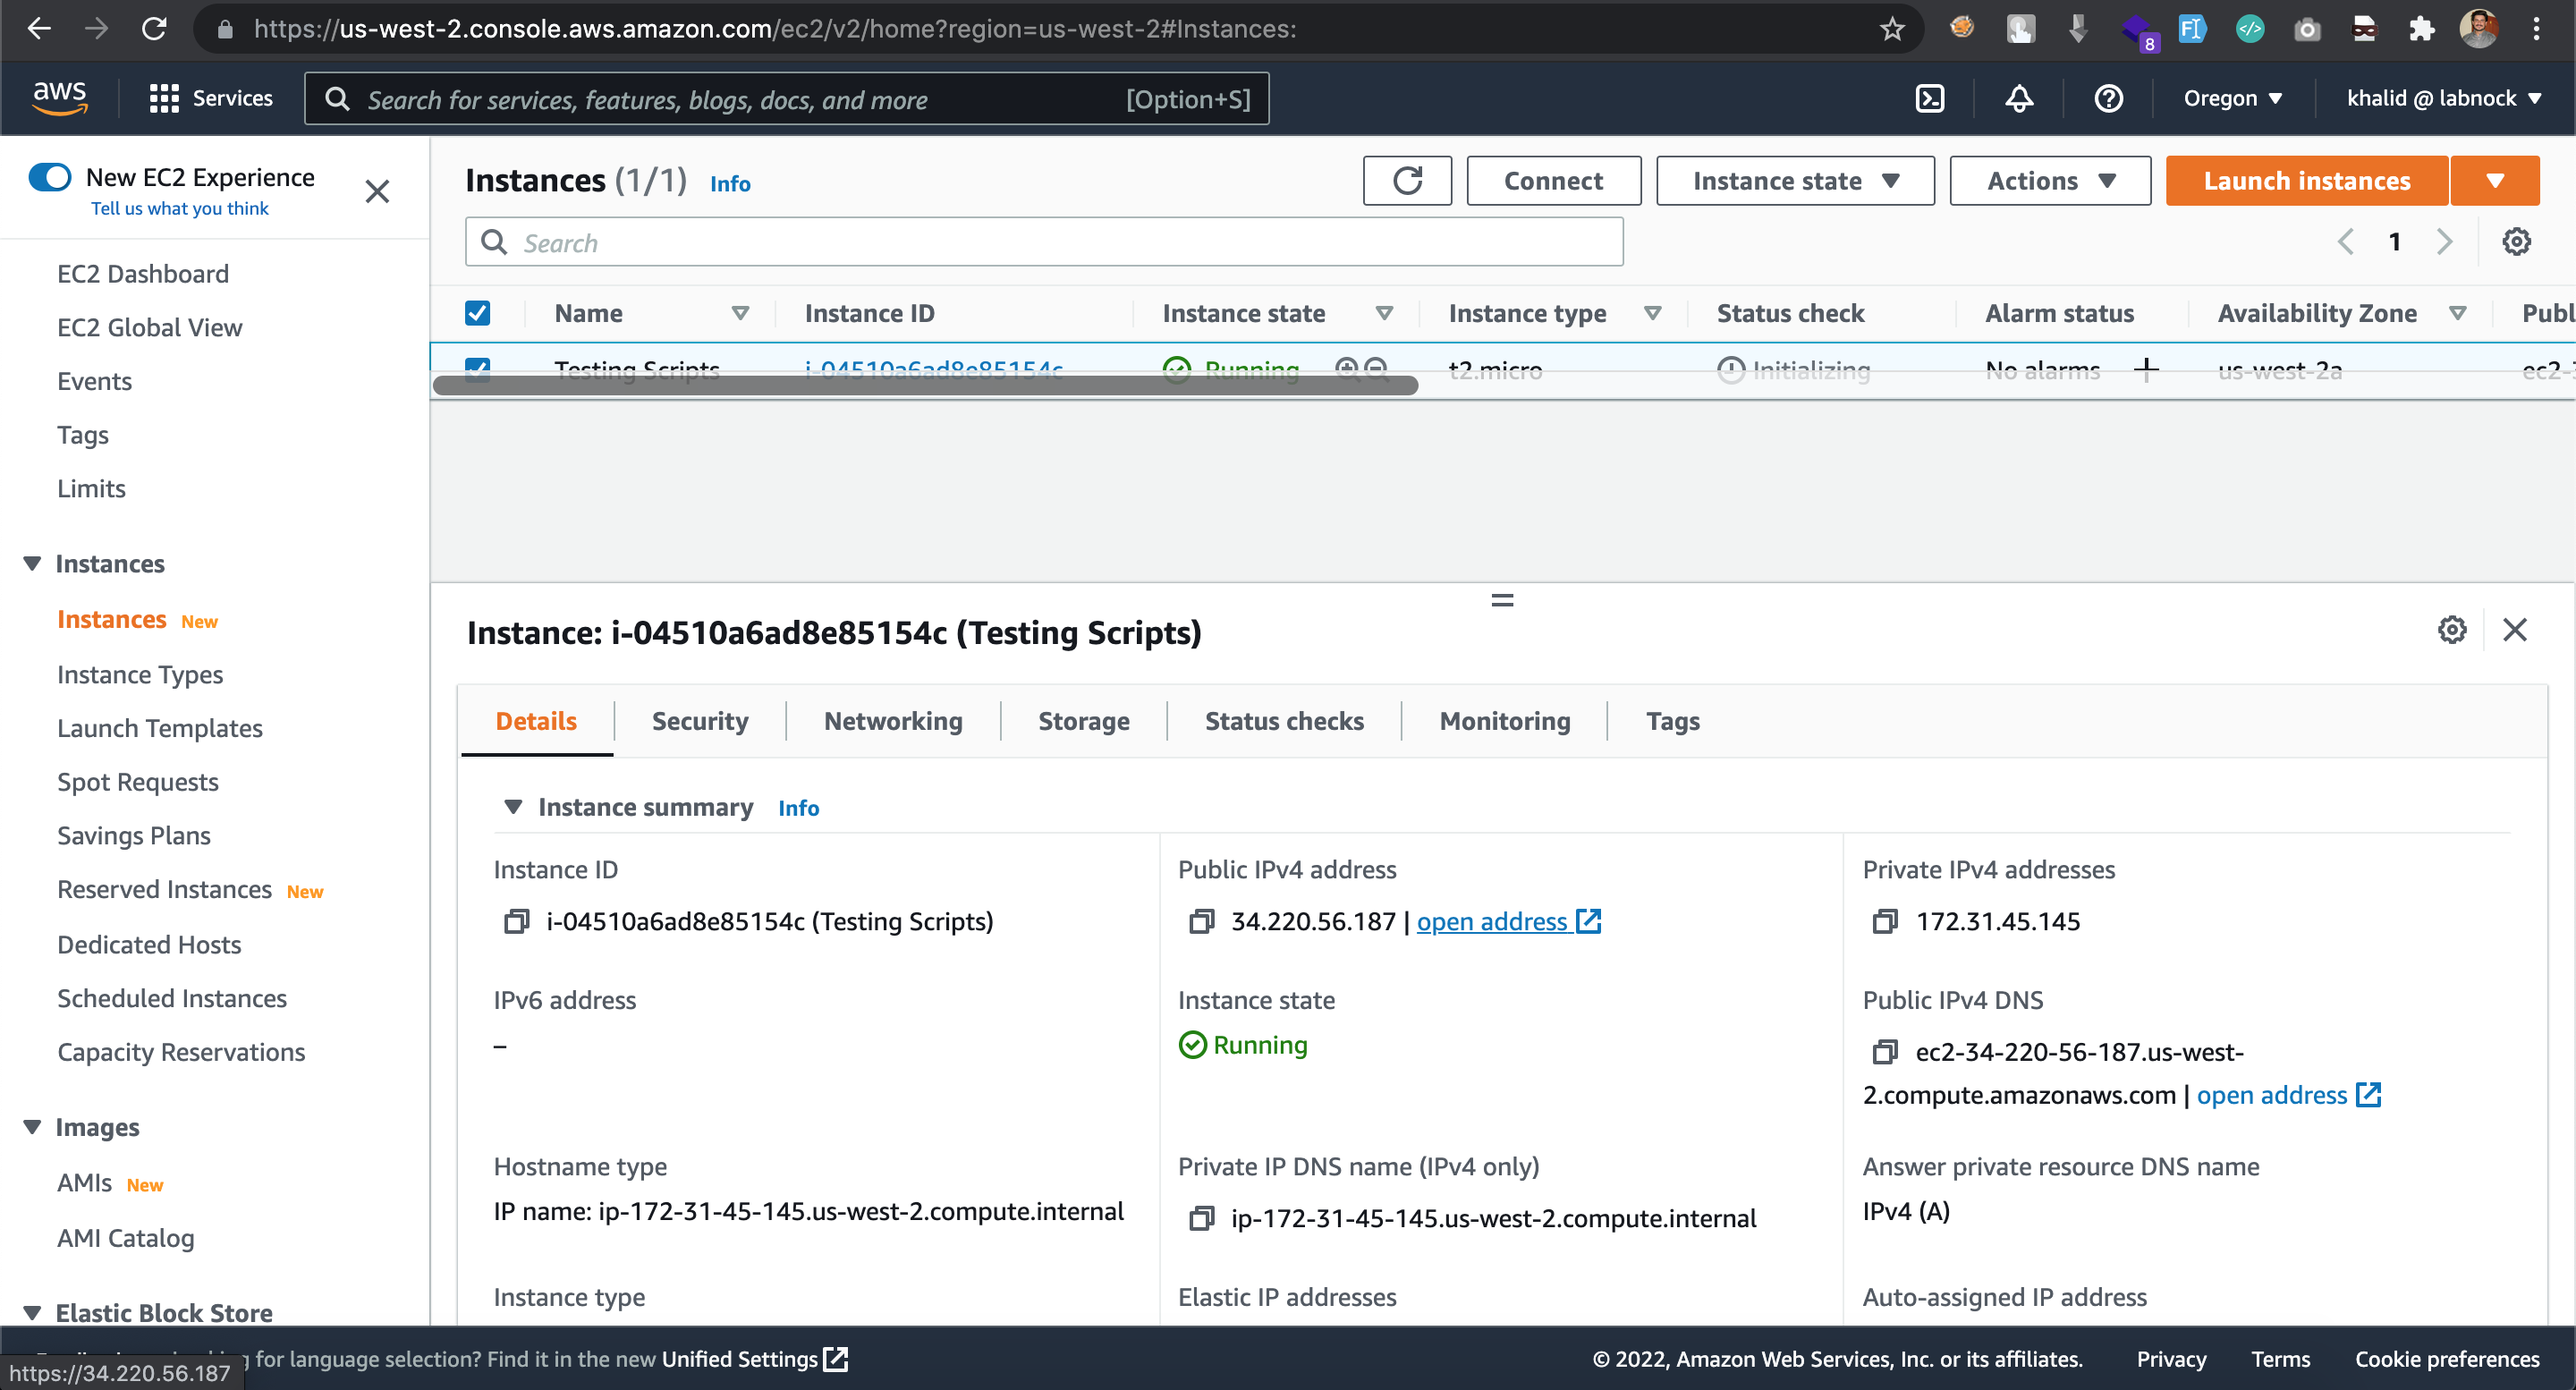 https://us-west-2.console.aws.amazon.com/ec2/v2/home?region=us-west-2#Instances:
8
aws
Services
Search for services, features, blogs, docs, and more
[Option+S]
Oregon
khalid @ labnock
New EC2 Experience
Tell us what you think
EC2 Dashboard
EC2 Global View
Events
Tags
Limits
Instances
Instances New
Instance Types
Launch Templates
Spot Requests
Savings Plans
Reserved Instances New
Dedicated Hosts
Scheduled Instances
Capacity Reservations
Images
AMIs New
AMI Catalog
Elastic Block Store
Instances (1/1) Info
Connect
Instance state
Actions
Launch instances
Search
1
Name
Instance ID
Instance state
Instance type
Status check
Alarm status
Availability Zone
Publ
Testing Scripts
i-04510a6ad8e85154c
Running
t2.micro
Initializing
No alarms
us-west-2a
ec2-
Instance: i-04510a6ad8e85154c (Testing Scripts)
Details
Security
Networking
Storage
Status checks
Monitoring
Tags
Instance summary Info
Instance ID
i-04510a6ad8e85154c (Testing Scripts)
Public IPv4 address
34.220.56.187 | open address
Private IPv4 addresses
172.31.45.145
IPv6 address
–
Instance state
Running
Public IPv4 DNS
ec2-34-220-56-187.us-west-
2.compute.amazonaws.com | open address
Hostname type
IP name: ip-172-31-45-145.us-west-2.compute.internal
Private IP DNS name (IPv4 only)
ip-172-31-45-145.us-west-2.compute.internal
Answer private resource DNS name
IPv4 (A)
Instance type
Elastic IP addresses
Auto-assigned IP address
for language selection? Find it in the new Unified Settings
© 2022, Amazon Web Services, Inc. or its affiliates.
Privacy
Terms
Cookie preferences
https://34.220.56.187